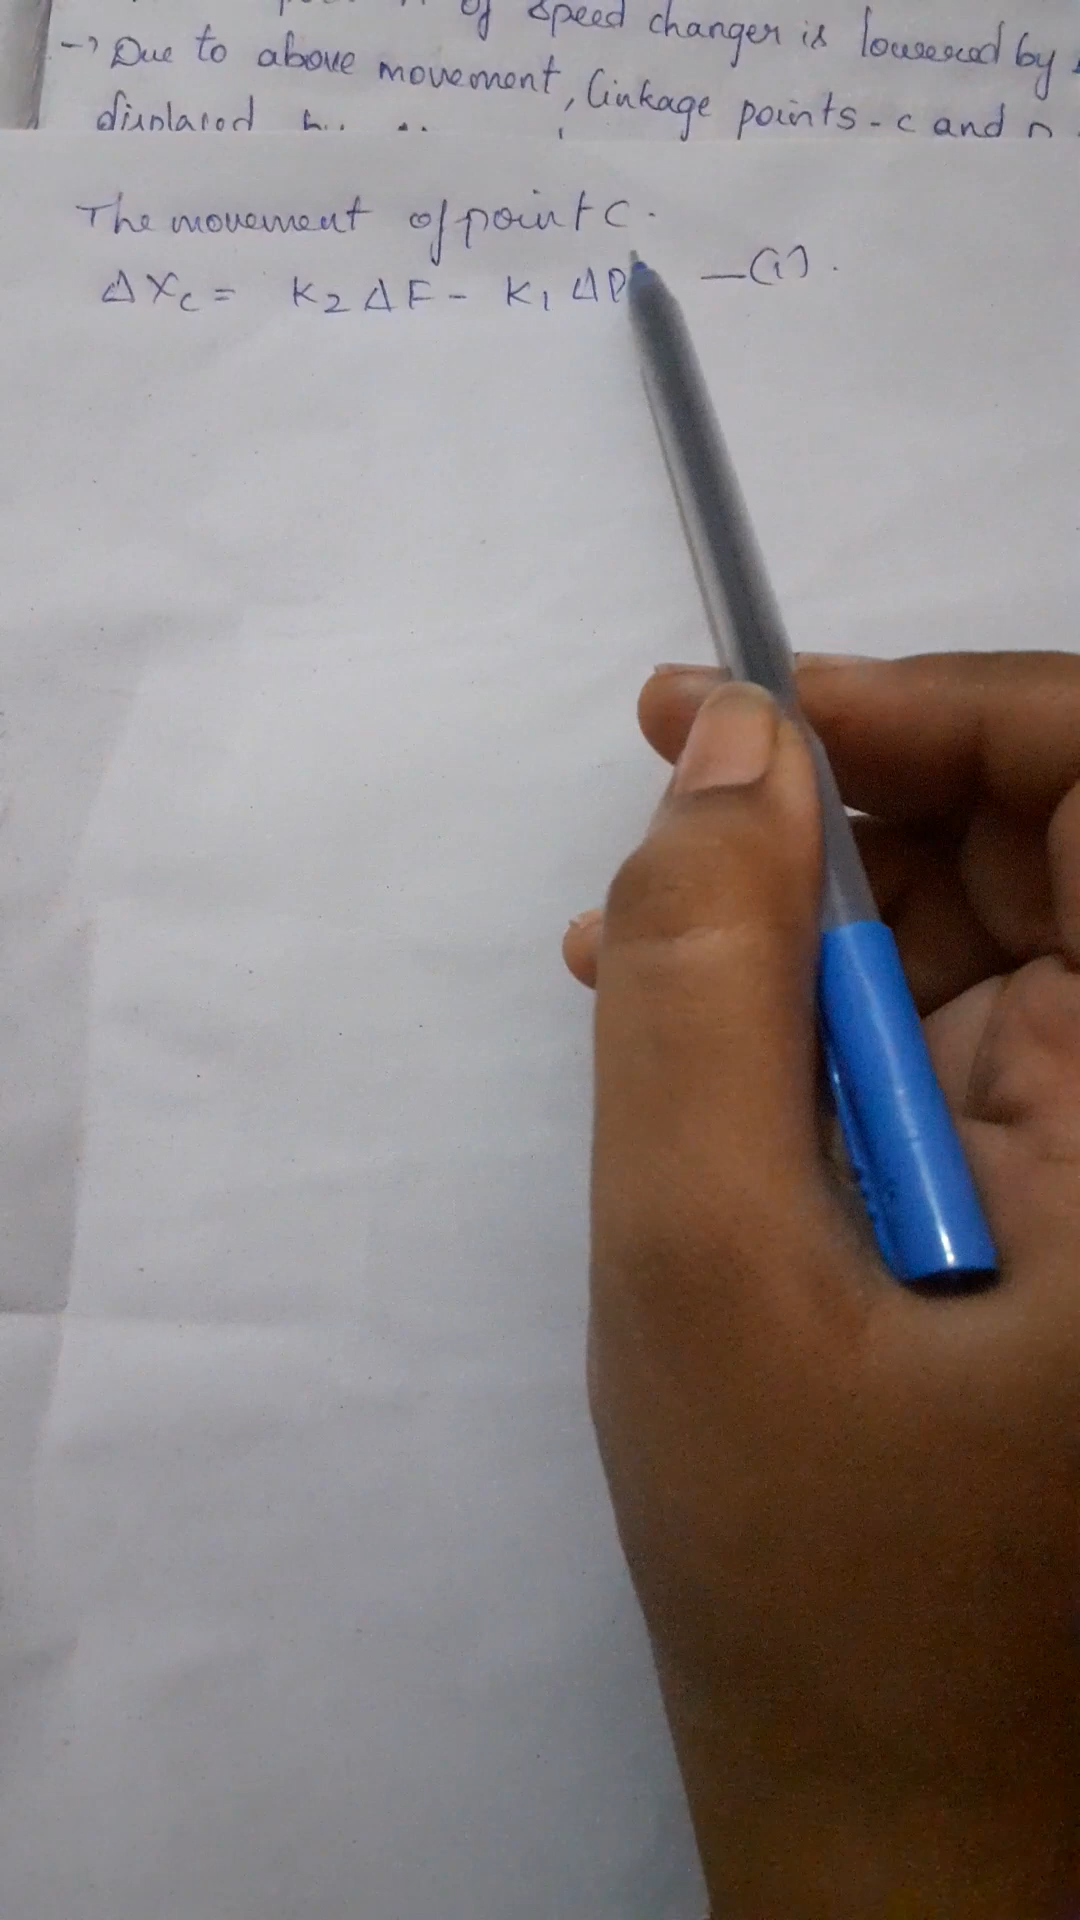 of speed changer is lowered by
-> Due to above movement, linkage points - c and
displaced
The movement of point C.
ΔXc = K₂ ΔF - K₁ ΔP —(1).